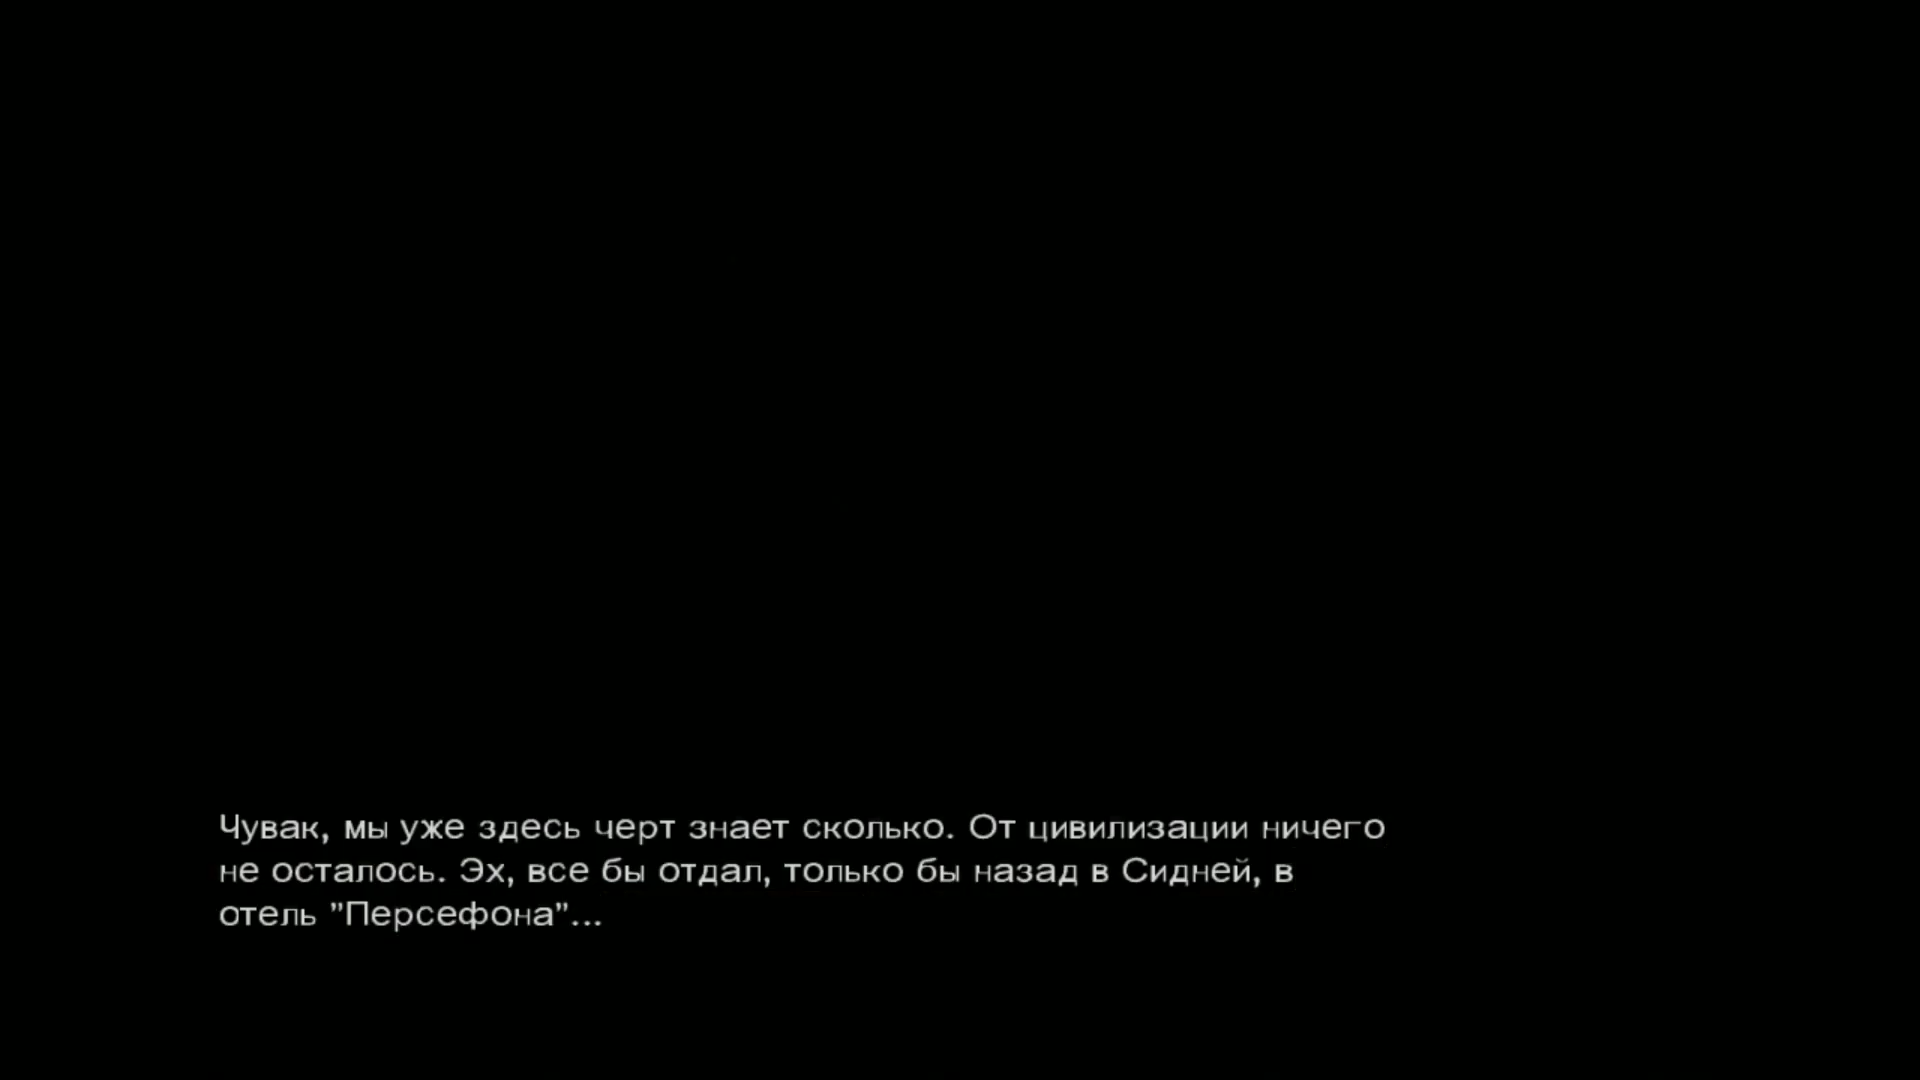 Чувак, мы уже здесь черт знает сколько. От цивилизации ничего
не осталось. Эх, все бы отдал, только бы назад в Сидней, в
отель "Персефона"...